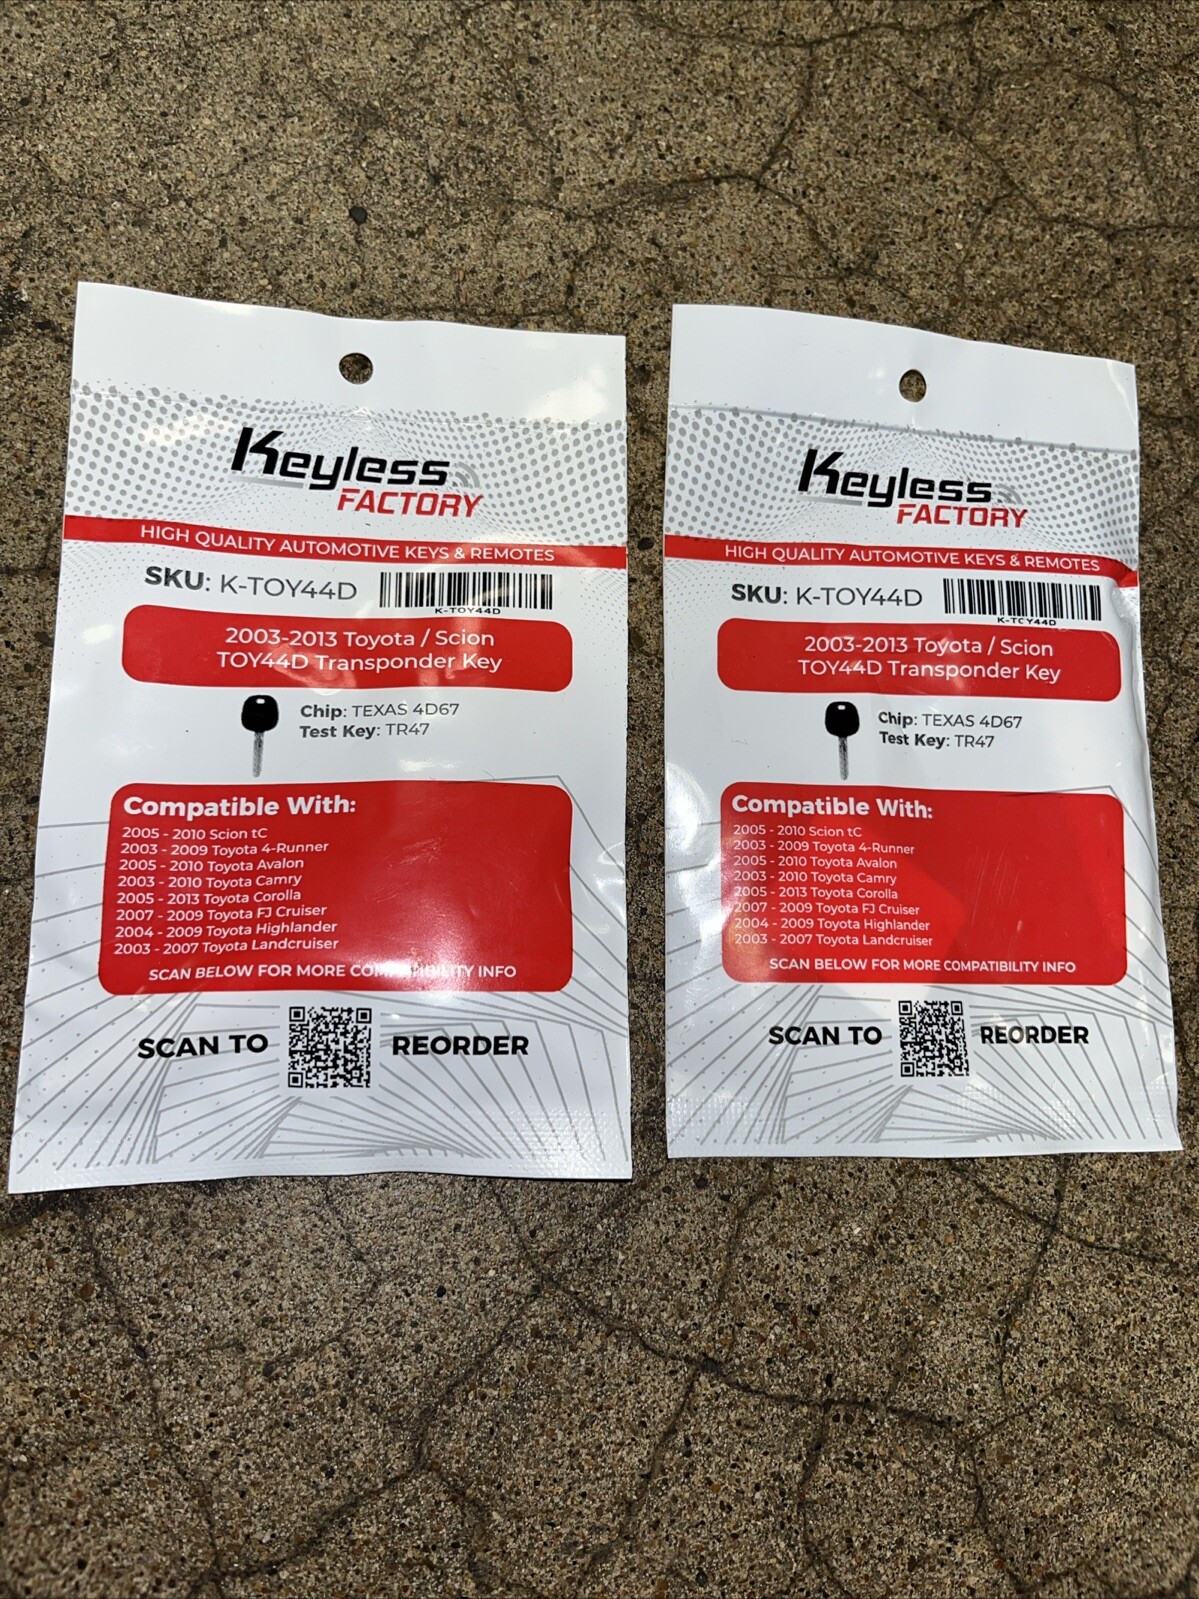 Keyless
FACTORY
HIGH QUALITY AUTOMOTIVE KEYS & REMOTES
SKU: K-TOY44D
K-TOY44D
2003-2013 Toyota / Scion
TOY44D Transponder Key
Chip: TEXAS 4D67
Test Key: TR47
Compatible With:
2005 - 2010 Scion tC
2003 - 2009 Toyota 4-Runner
2005 - 2010 Toyota Avalon
2003 - 2010 Toyota Camry
2005 - 2013 Toyota Corolla
2007 - 2009 Toyota FJ Cruiser
2004 - 2009 Toyota Highlander
2003 - 2007 Toyota Landcruiser
SCAN BELOW FOR MORE COMPATIBILITY INFO
SCAN TO REORDER
Keyless
FACTORY
HIGH QUALITY AUTOMOTIVE KEYS & REMOTES
SKU: K-TOY44D
K-TOY44D
2003-2013 Toyota / Scion
TOY44D Transponder Key
Chip: TEXAS 4D67
Test Key: TR47
Compatible With:
2005 - 2010 Scion tC
2003 - 2009 Toyota 4-Runner
2005 - 2010 Toyota Avalon
2003 - 2010 Toyota Camry
2005 - 2013 Toyota Corolla
2007 - 2009 Toyota FJ Cruiser
2004 - 2009 Toyota Highlander
2003 - 2007 Toyota Landcruiser
SCAN BELOW FOR MORE COMPATIBILITY INFO
SCAN TO REORDER